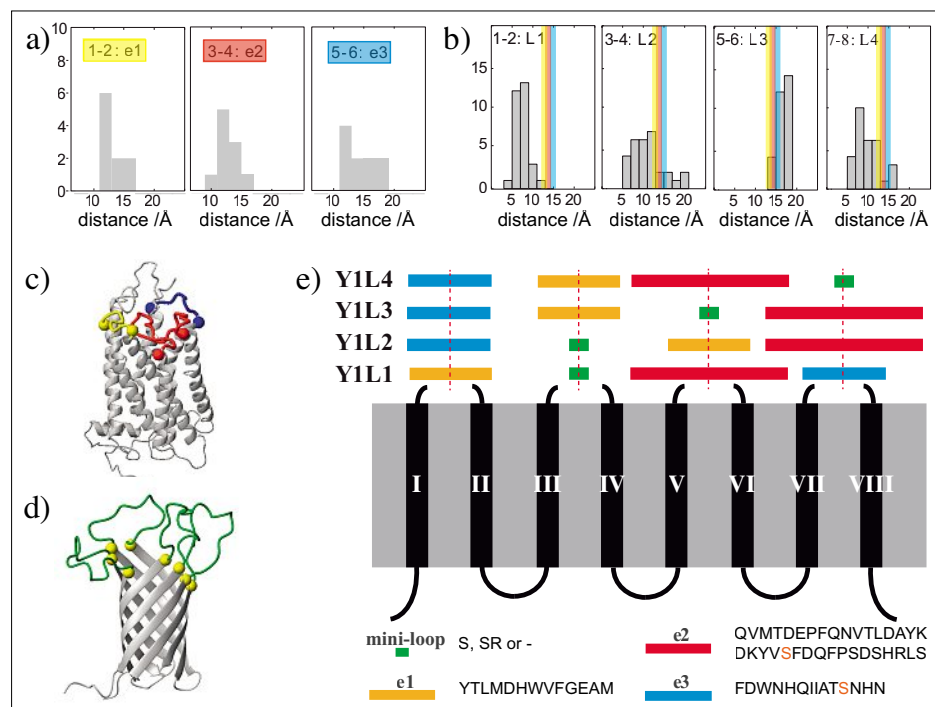 a)
1-2: e1
3-4: e2
5-6: e3
10
8
6
4
2
0
10 15 20
10 15 20
10 15 20
distance /Å
distance /Å
distance /Å
b)
1-2: L1
3-4: L2
5-6: L3
7-8: L4
15
10
5
0
5 10 15 20
5 10 15 20
5 10 15 20
5 10 15 20
distance /Å
distance /Å
distance /Å
distance /Å
c)
d)
e)
Y1L4
Y1L3
Y1L2
Y1L1
I II III IV V VI VII VIII
mini-loop
S, SR or -
e2
QVMTDEPFQNVTLDAYK
DKYVSFDQFPSDSHRLS
e1
YTLMDHWVFGEAM
e3
FDWNHQIIATSNHN